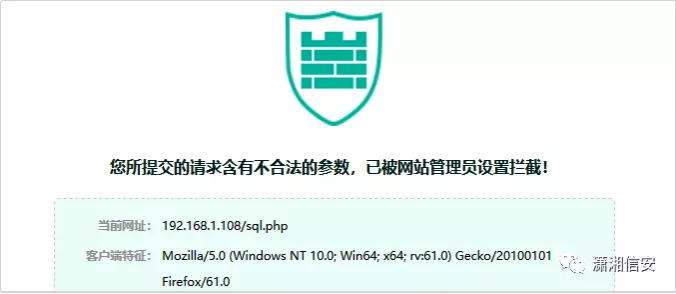 您所提交的请求含有不合法的参数，已被网站管理员设置拦截！
当前网址： 192.168.1.108/sql.php
客户端特征： Mozilla/5.0 (Windows NT 10.0; Win64; x64; rv:61.0) Gecko/20100101
Firefox/61.0
潇湘信安